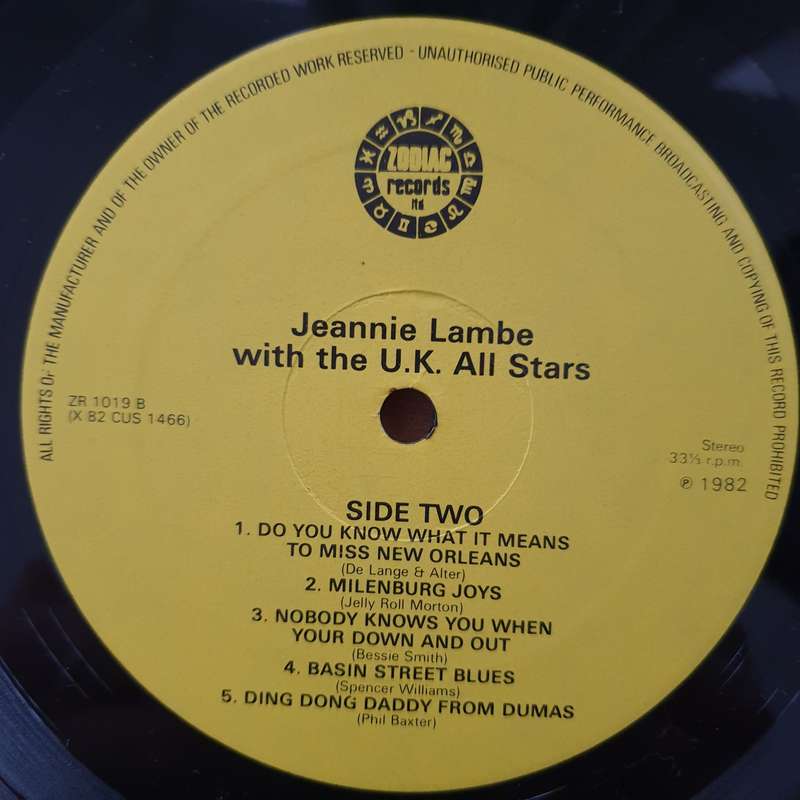 ALL RIGHTS OF THE MANUFACTURER AND OF THE OWNER OF THE RECORDED WORK RESERVED - UNAUTHORISED PUBLIC PERFORMANCE BROADCASTING AND COPYING OF THIS RECORD PROHIBITED
ZODIAC
records
ltd
Jeannie Lambe
with the U.K. All Stars
ZR 1019 B
(X 82 CUS 1466)
Stereo
33⅓ r.p.m.
℗ 1982
SIDE TWO
1. DO YOU KNOW WHAT IT MEANS
TO MISS NEW ORLEANS
(De Lange & Alter)
2. MILENBURG JOYS
(Jelly Roll Morton)
3. NOBODY KNOWS YOU WHEN
YOUR DOWN AND OUT
(Bessie Smith)
4. BASIN STREET BLUES
(Spencer Williams)
5. DING DONG DADDY FROM DUMAS
(Phil Baxter)